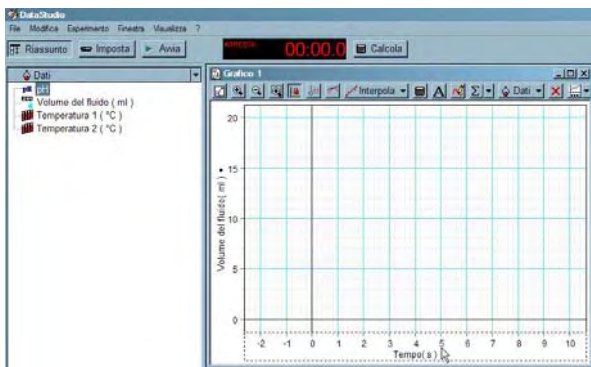 DataStudio
File Modifica Esperimento Finestra Visualizza ?
Riassunto Imposta Avvia 00:00.0 Calcola
Dati
pH
Volume del fluido ( ml )
Temperatura 1 ( °C )
Temperatura 2 ( °C )
Grafico 1
Interpola A Σ Dati
20
15
10
5
0
Volume del fluido( ml )
-2 -1 0 1 2 3 4 5 6 7 8 9 10
Tempo( s )